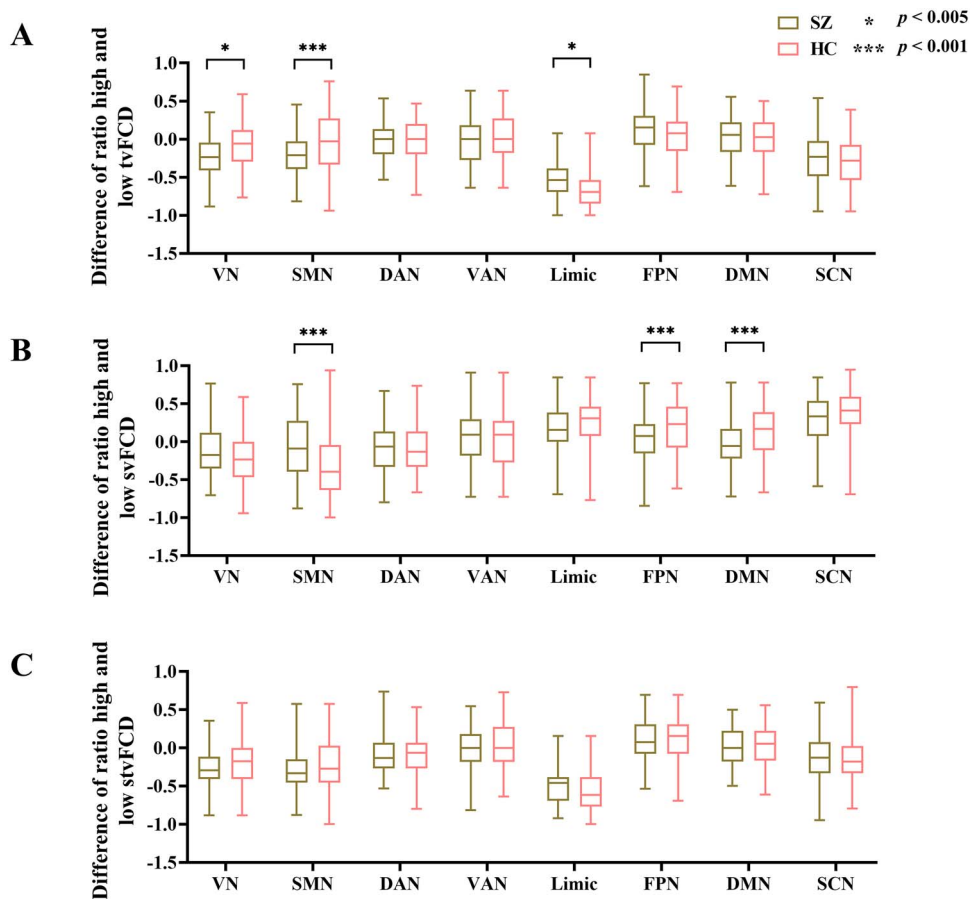 SZ * p < 0.005
HC *** p < 0.001
A
Difference of ratio high and
low tvFCD
* *** *
1.0
0.5
0.0
-0.5
-1.0
-1.5
VN SMN DAN VAN Limic FPN DMN SCN
B
Difference of ratio high and
low svFCD
*** *** ***
1.0
0.5
0.0
-0.5
-1.0
-1.5
VN SMN DAN VAN Limic FPN DMN SCN
C
Difference of ratio high and
low stvFCD
1.0
0.5
0.0
-0.5
-1.0
-1.5
VN SMN DAN VAN Limic FPN DMN SCN